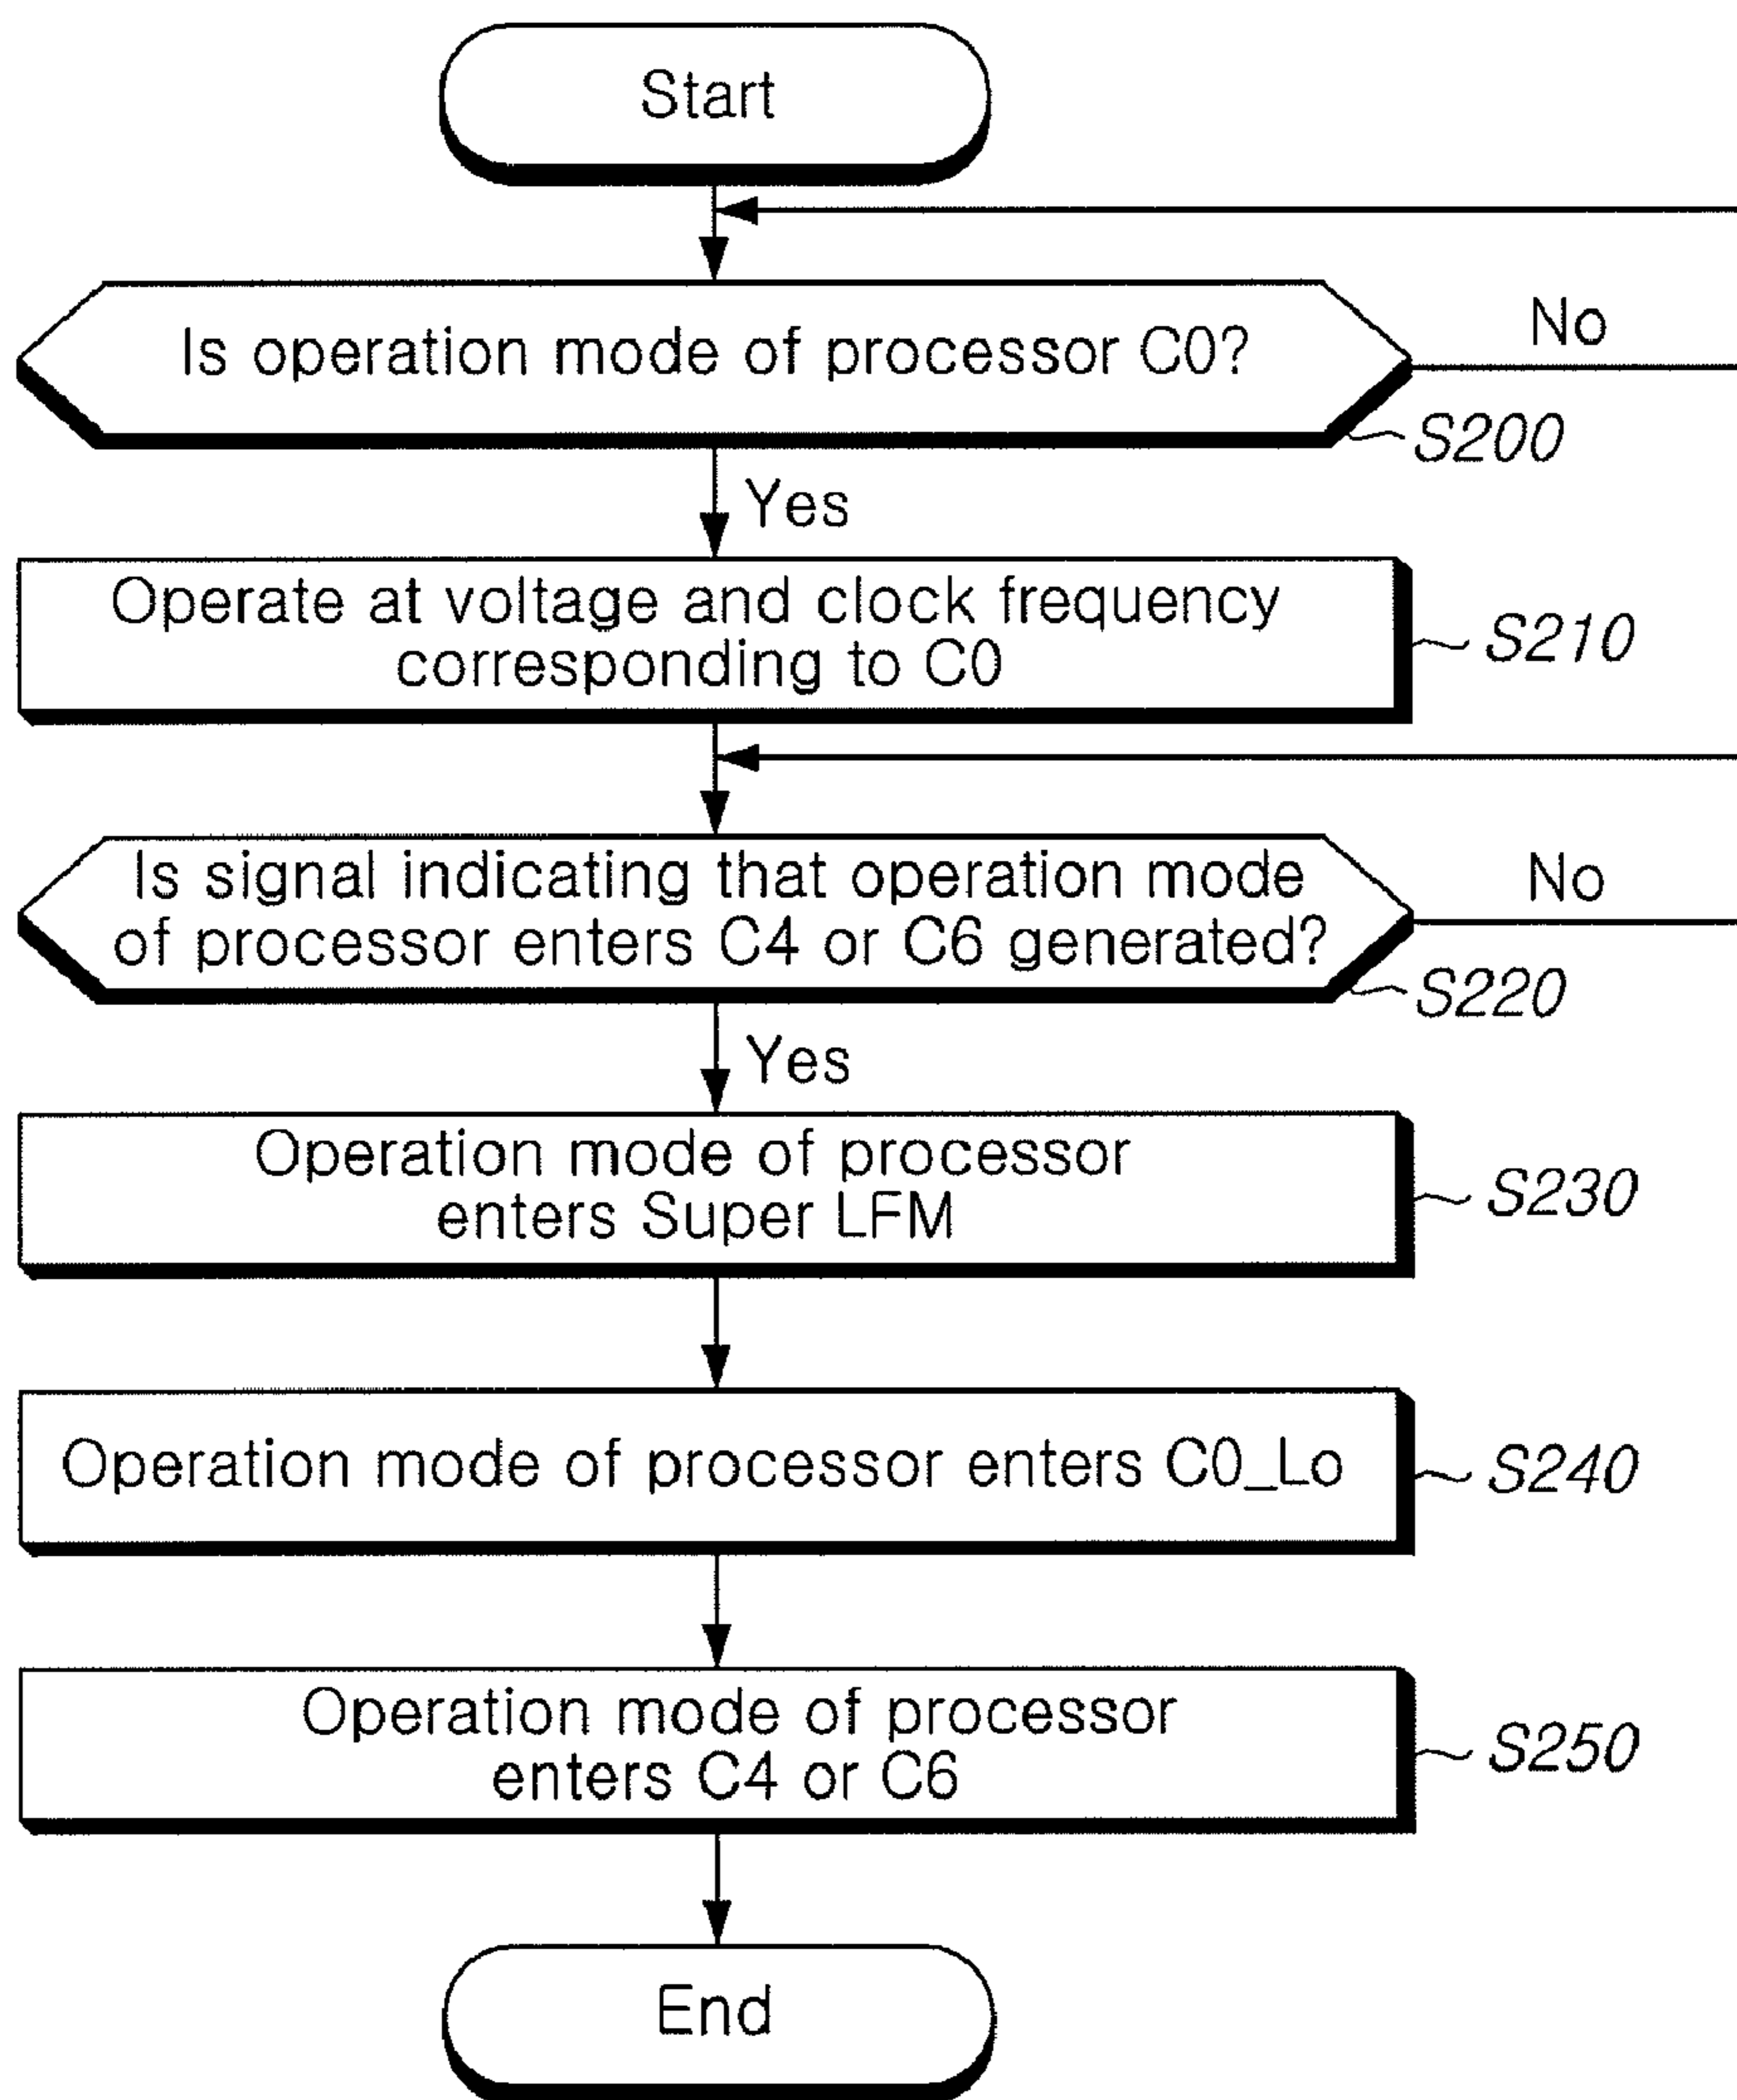 Start
Is operation mode of processor C0?
No
S200
Yes
Operate at voltage and clock frequency
corresponding to C0
S210
Is signal indicating that operation mode
of processor enters C4 or C6 generated?
No
S220
Yes
Operation mode of processor
enters Super LFM
S230
Operation mode of processor enters C0_Lo
S240
Operation mode of processor
enters C4 or C6
S250
End